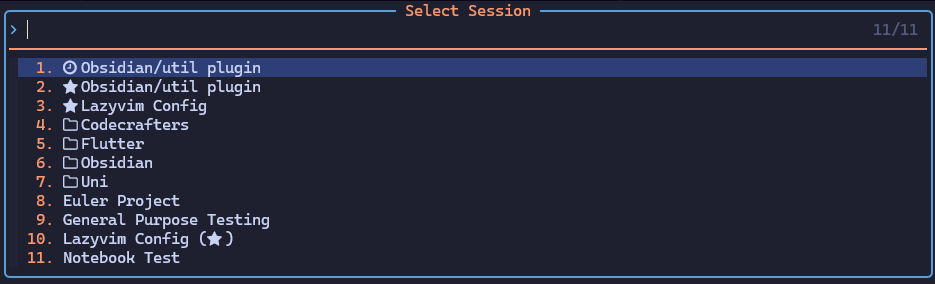 Select Session
> 11/11
1. Obsidian/util plugin
2. ★Obsidian/util plugin
3. ★Lazyvim Config
4. Codecrafters
5. Flutter
6. Obsidian
7. Uni
8. Euler Project
9. General Purpose Testing
10. Lazyvim Config (★)
11. Notebook Test